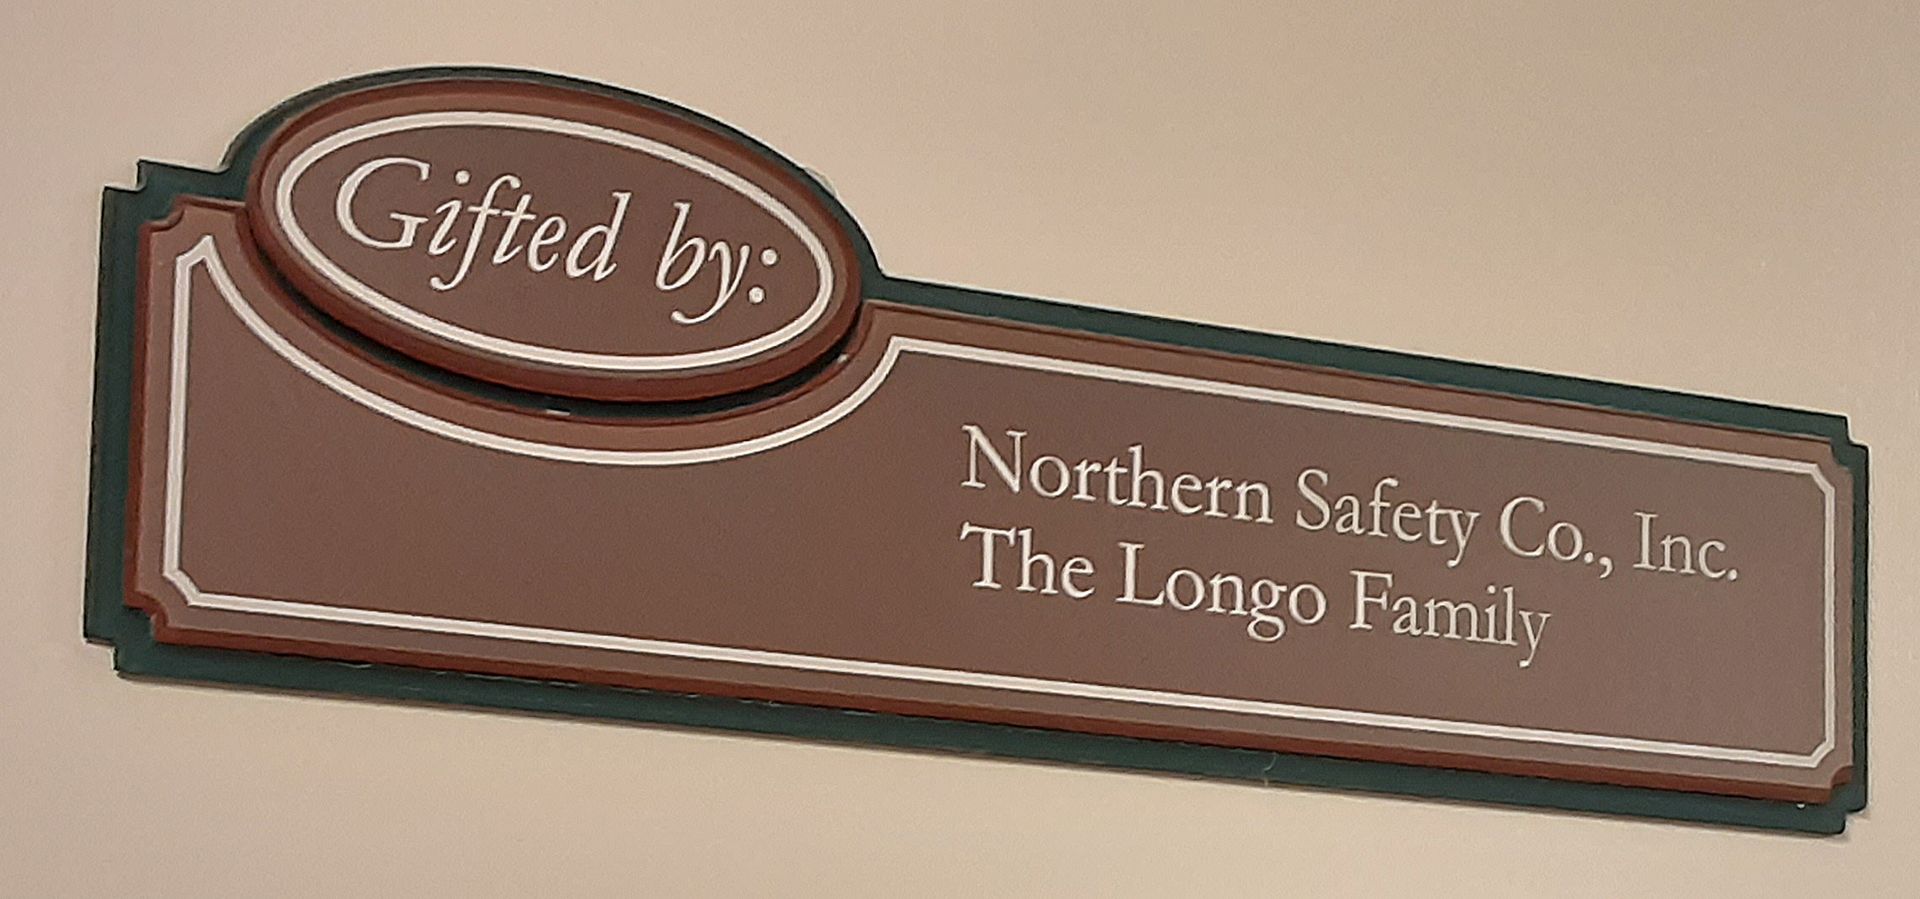 Gifted by:
Northern Safety Co., Inc.
The Longo Family